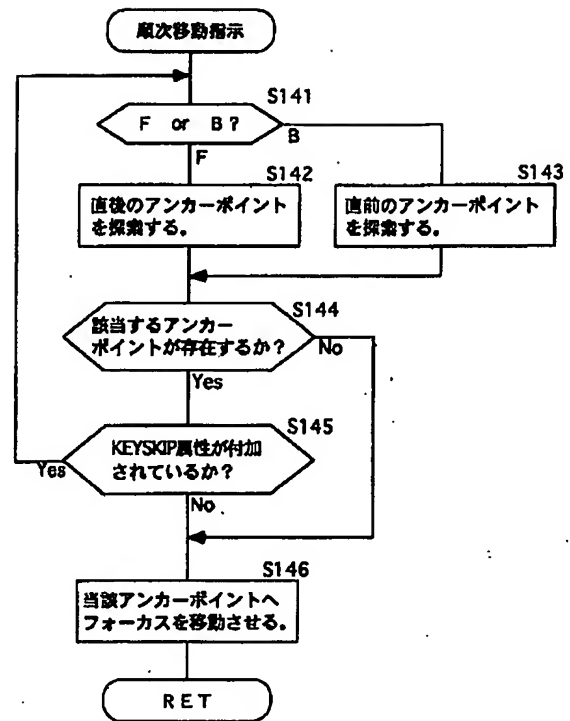 順次移動指示
S141
F or B?
B
F
S142
直後のアンカーポイント
を探索する。
S143
直前のアンカーポイント
を探索する。
S144
該当するアンカー
ポイントが存在するか?
No
Yes
S145
KEYSKIP属性が付加
されているか?
Yes
No
S146
当該アンカーポイントへ
フォーカスを移動させる。
RET